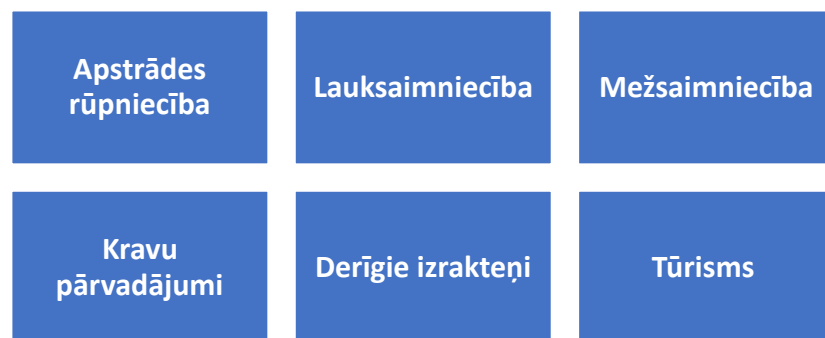 Apstrādes
rūpniecība
Lauksaimniecība
Mežsaimniecība
Kravu
pārvadājumi
Derīgie izrakteņi
Tūrisms